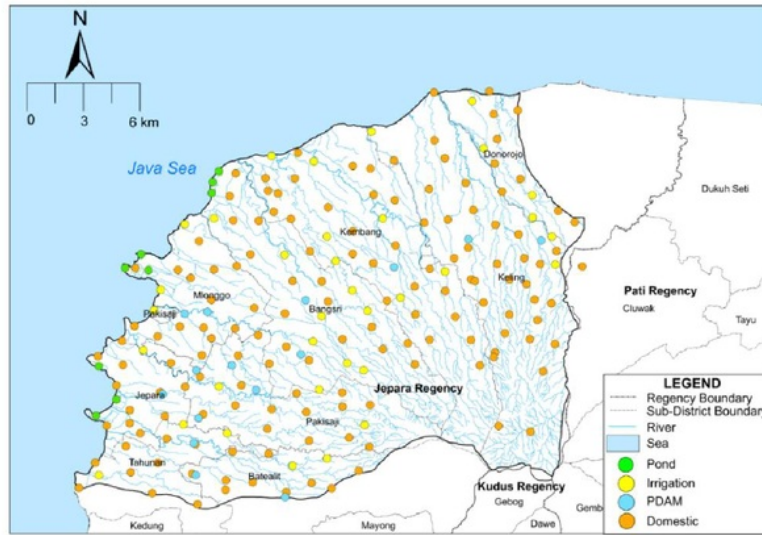 N
0 3 6 km
Java Sea
Donorojo
Dukuh Seti
Kembang
Keling
Pati Regency
Mlonggo
Cluwak
Bangsri
Tayu
Pakisaji
Jepara Regency
Jepara
Pakisaji
Tahunan
Batealit
Kudus Regency
Gebog
Kedung
Mayong
Dawe
Gemb
LEGEND
Regency Boundary
Sub-District Boundary
River
Sea
Pond
Irrigation
PDAM
Domestic